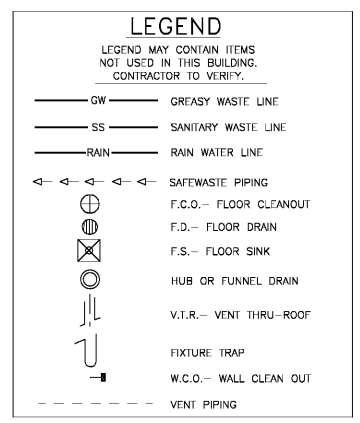 LEGEND
LEGEND MAY CONTAIN ITEMS
NOT USED IN THIS BUILDING.
CONTRACTOR TO VERIFY.
GW GREASY WASTE LINE
SS SANITARY WASTE LINE
RAIN RAIN WATER LINE
SAFEWASTE PIPING
F.C.O.– FLOOR CLEANOUT
F.D.– FLOOR DRAIN
F.S.– FLOOR SINK
HUB OR FUNNEL DRAIN
V.T.R.– VENT THRU–ROOF
FIXTURE TRAP
W.C.O.– WALL CLEAN OUT
VENT PIPING